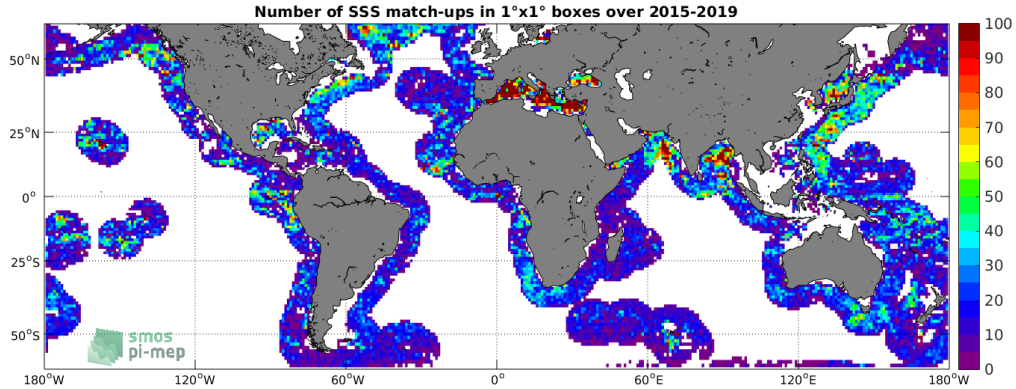 Number of SSS match-ups in 1°x1° boxes over 2015-2019
50°N
25°N
0°
25°S
50°S
180°W
120°W
60°W
0°
60°E
120°E
180°W
100
90
80
70
60
50
40
30
20
10
0
smos
pi-mep